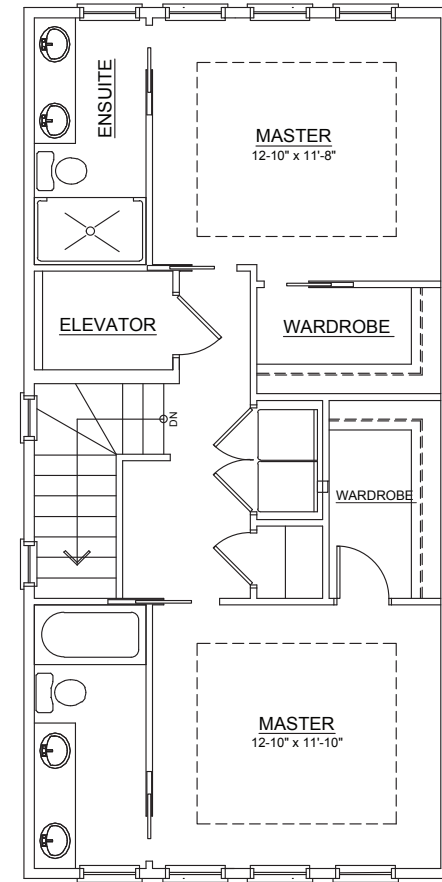 ENSUITE
MASTER
12-10" x 11'-8"
ELEVATOR
WARDROBE
DN
WARDROBE
MASTER
12-10" x 11'-10"